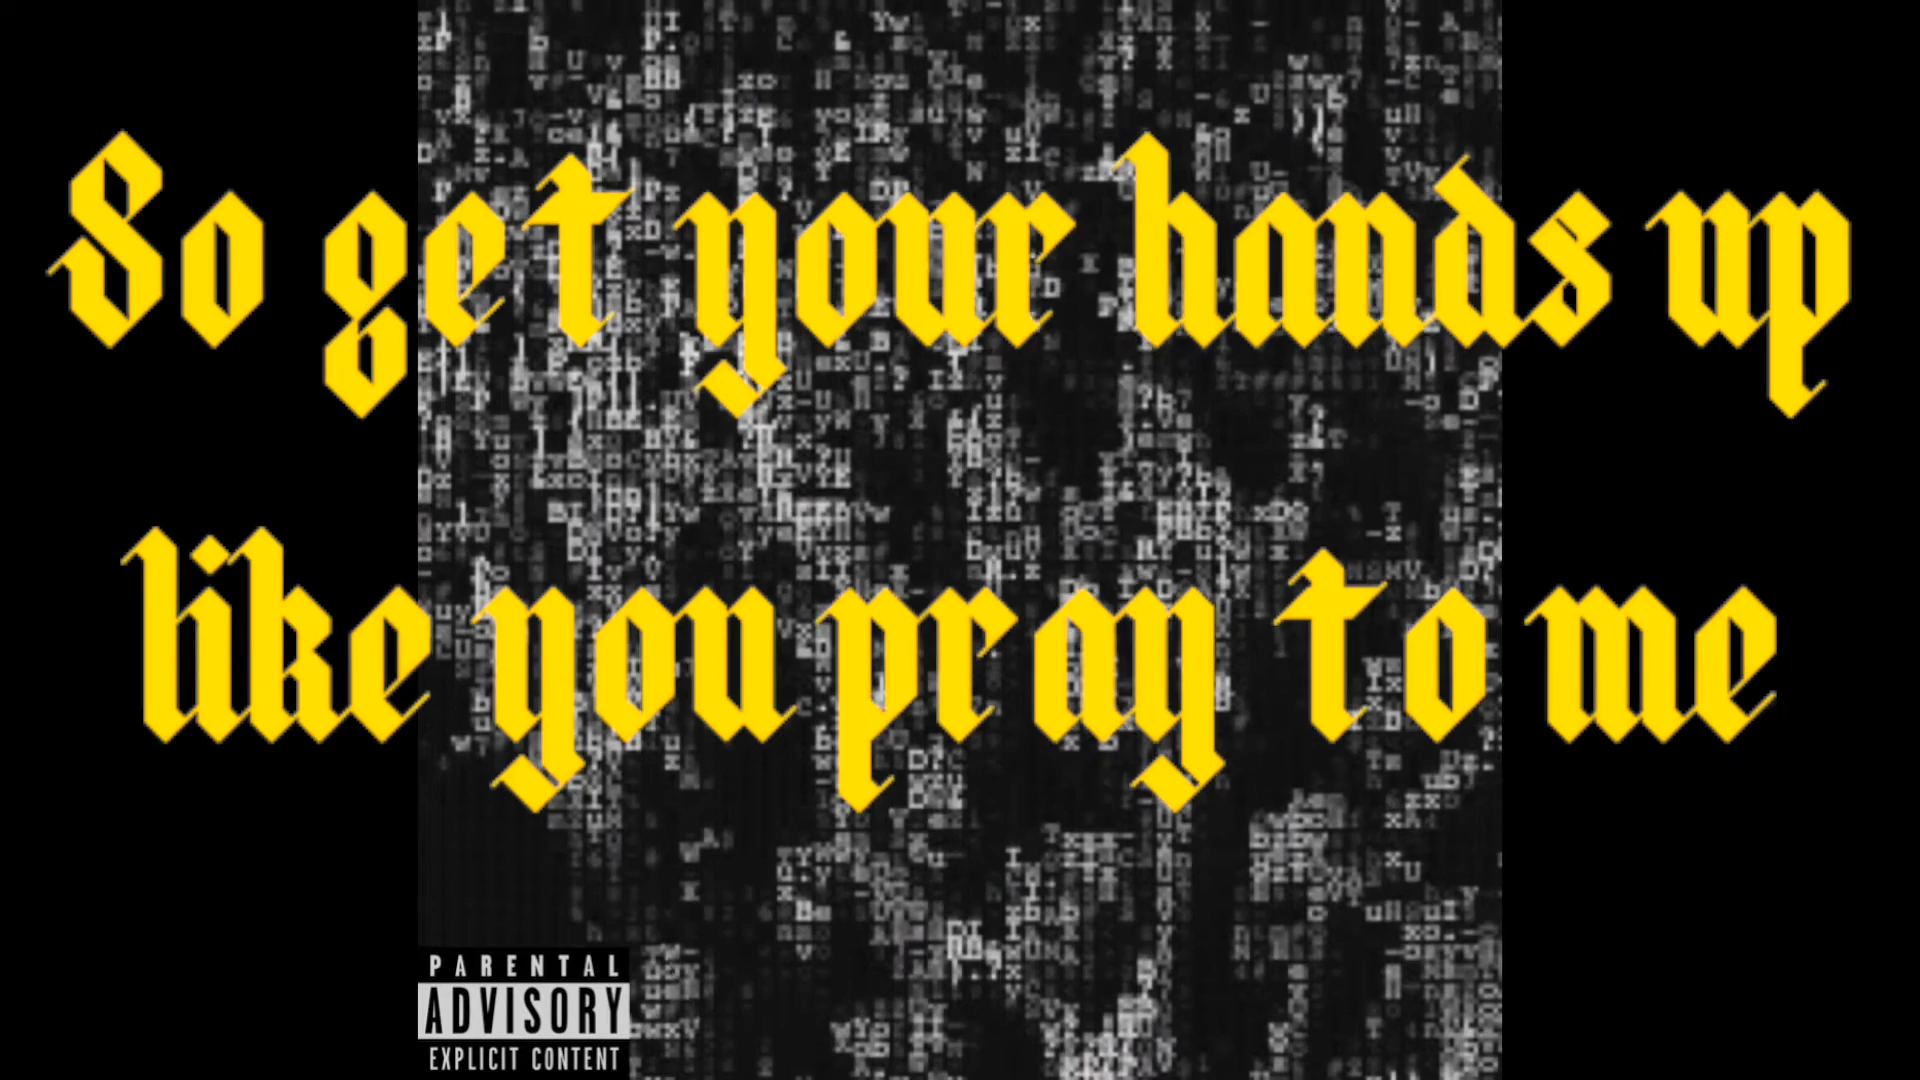 So get your hands up
like you pray to me
PARENTAL
ADVISORY
EXPLICIT CONTENT